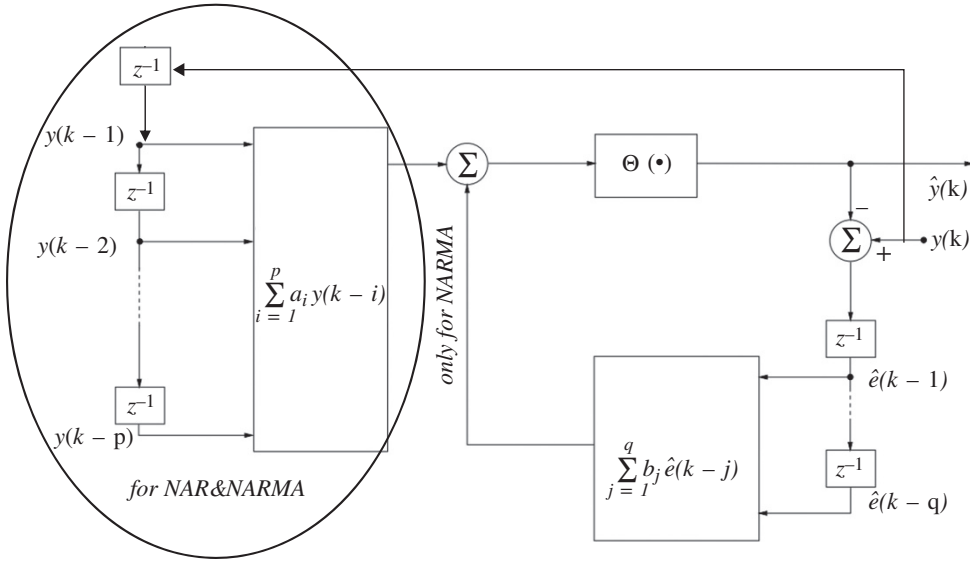 z⁻¹
y(k – 1)
z⁻¹
y(k – 2)
p
∑ aᵢ y(k – i)
i = 1
z⁻¹
y(k – p)
for NAR&NARMA
Σ
only for NARMA
Θ (•)
ŷ(k)
–
Σ
+
y(k)
z⁻¹
ê(k – 1)
q
∑ bⱼ ê(k – j)
j = 1
z⁻¹
ê(k – q)